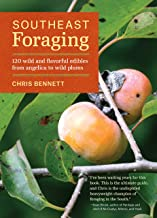 SOUTHEAST
FORAGING
120 wild and flavorful edibles
from angelica to wild plums
CHRIS BENNETT
"I've been waiting years for this
book. This is the ultimate guide,
and Chris is the undisputed
heavyweight champion of
foraging in the South."